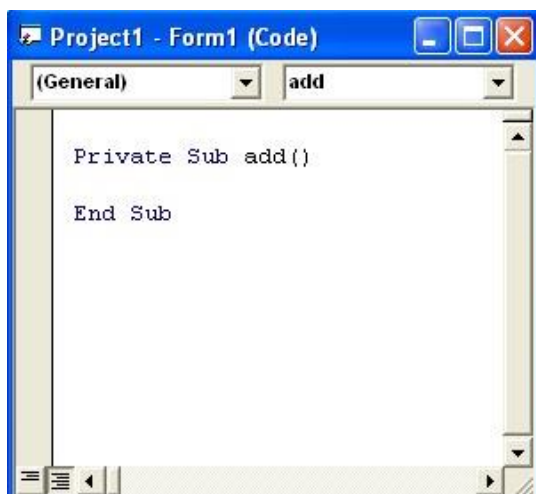 Project1 - Form1 (Code)
(General) add
Private Sub add()
End Sub